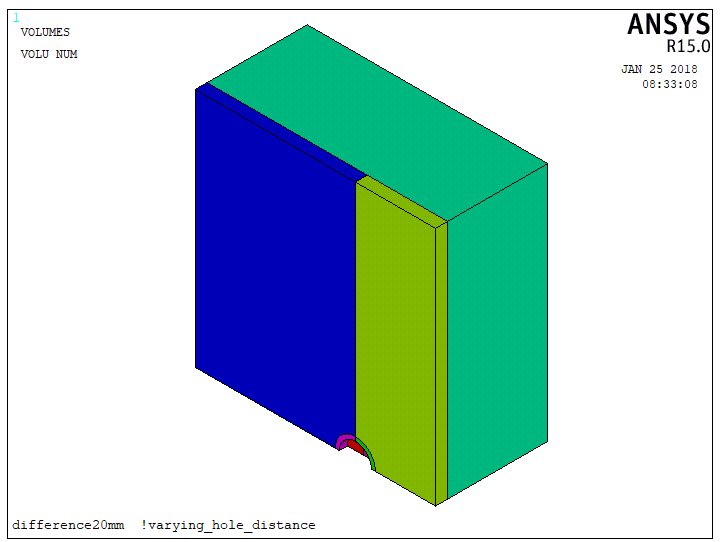 1
VOLUMES
VOLU NUM
ANSYS
R15.0
JAN 25 2018
08:33:08
difference20mm !varying_hole_distance